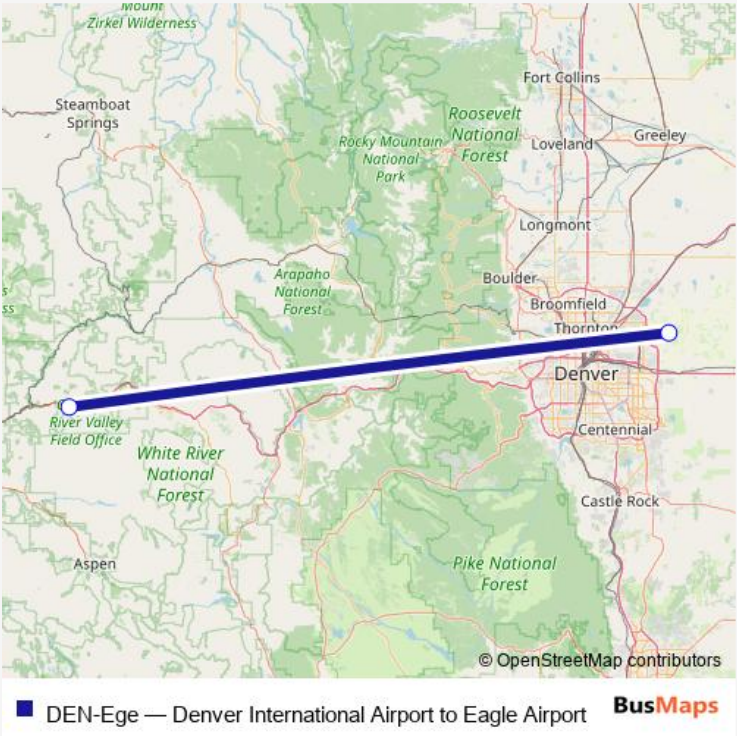 Mount
Zirkel Wilderness
Fort Collins
Steamboat
Springs
Roosevelt
National
Forest
Greeley
Loveland
Rocky Mountain
National
Park
Longmont
Boulder
Arapaho
National
Forest
Broomfield
Thornton
Denver
River Valley
Field Office
Centennial
White River
National
Forest
Castle Rock
Aspen
Pike National
Forest
© OpenStreetMap contributors
DEN-Ege — Denver International Airport to Eagle Airport
BusMaps